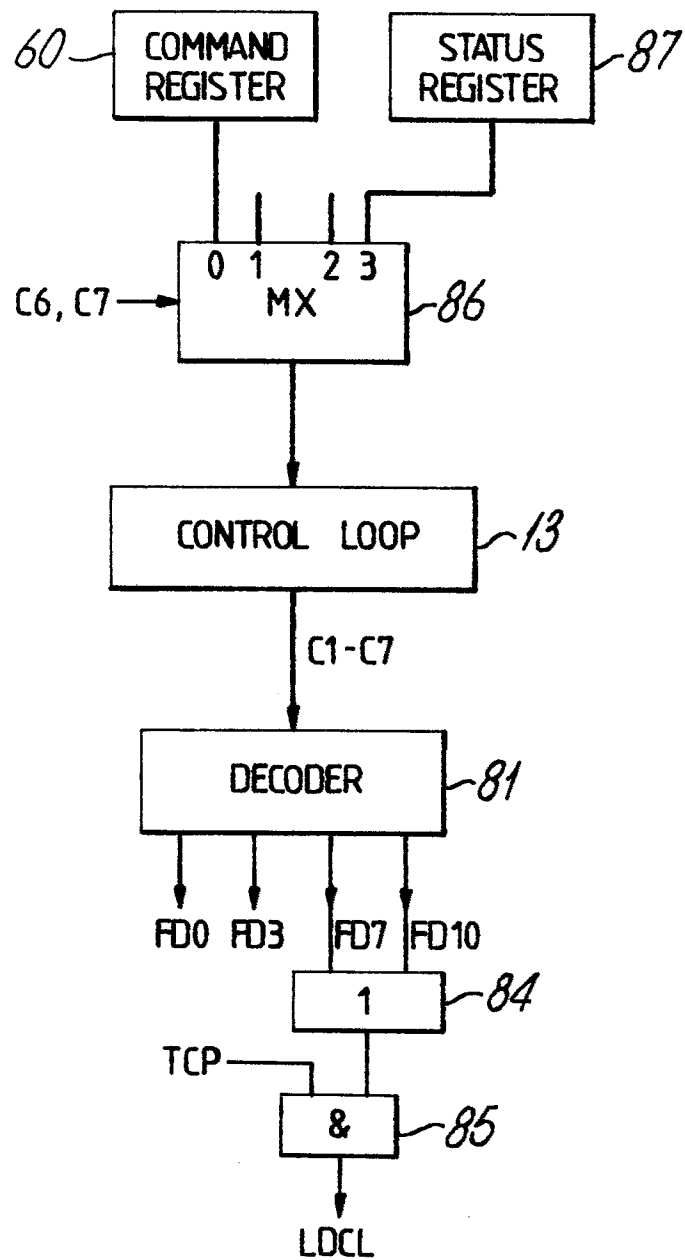 60
COMMAND
REGISTER
STATUS
REGISTER
87
0 1 2 3
MX
C6, C7
86
CONTROL LOOP
13
C1-C7
DECODER
81
FD0 FD3 FD7 FD10
1
84
TCP
&
85
LDCL